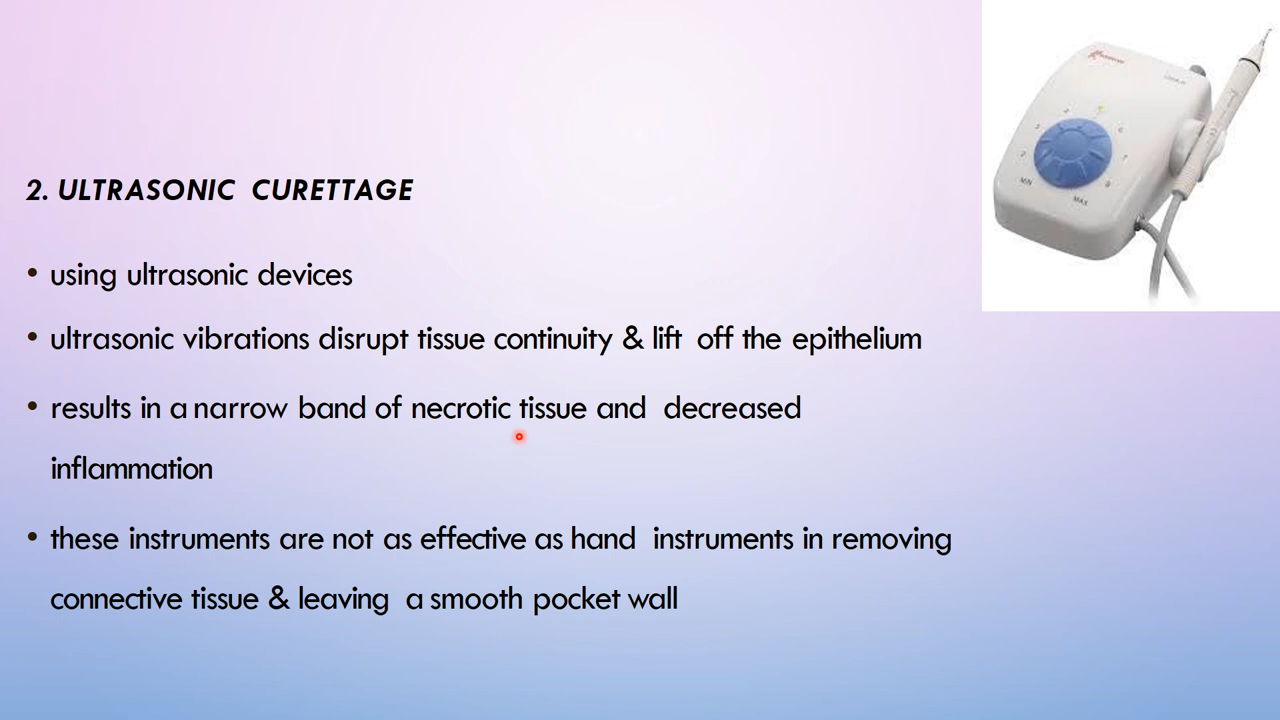 2. ULTRASONIC CURETTAGE
• using ultrasonic devices
• ultrasonic vibrations disrupt tissue continuity & lift off the epithelium
• results in a narrow band of necrotic tissue and decreased
inflammation
• these instruments are not as effective as hand instruments in removing
connective tissue & leaving a smooth pocket wall
MIN
MAX